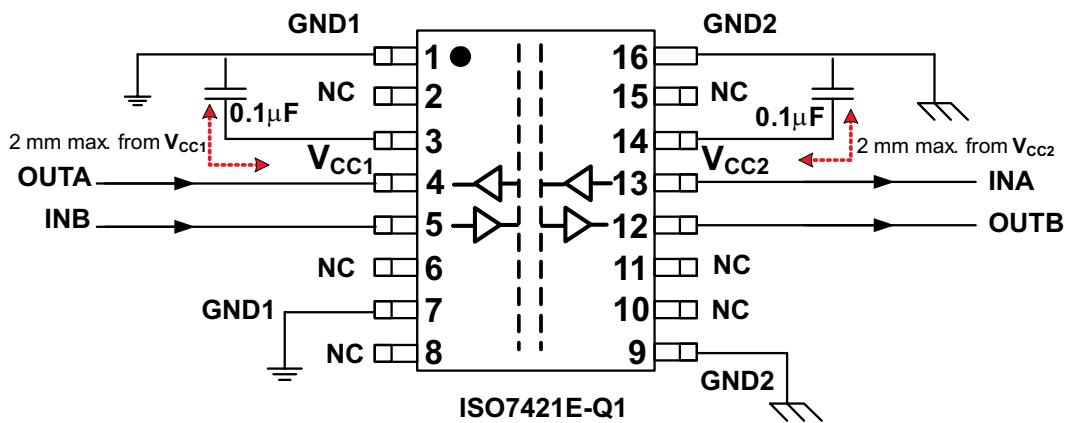 GND1
GND2
1
16
NC
2
15
NC
0.1μF
0.1μF
3
14
2 mm max. from VCC1
VCC1
VCC2
2 mm max. from VCC2
OUTA
4
13
INA
INB
5
12
OUTB
NC
6
11
NC
GND1
7
10
NC
NC
8
9
GND2
ISO7421E-Q1